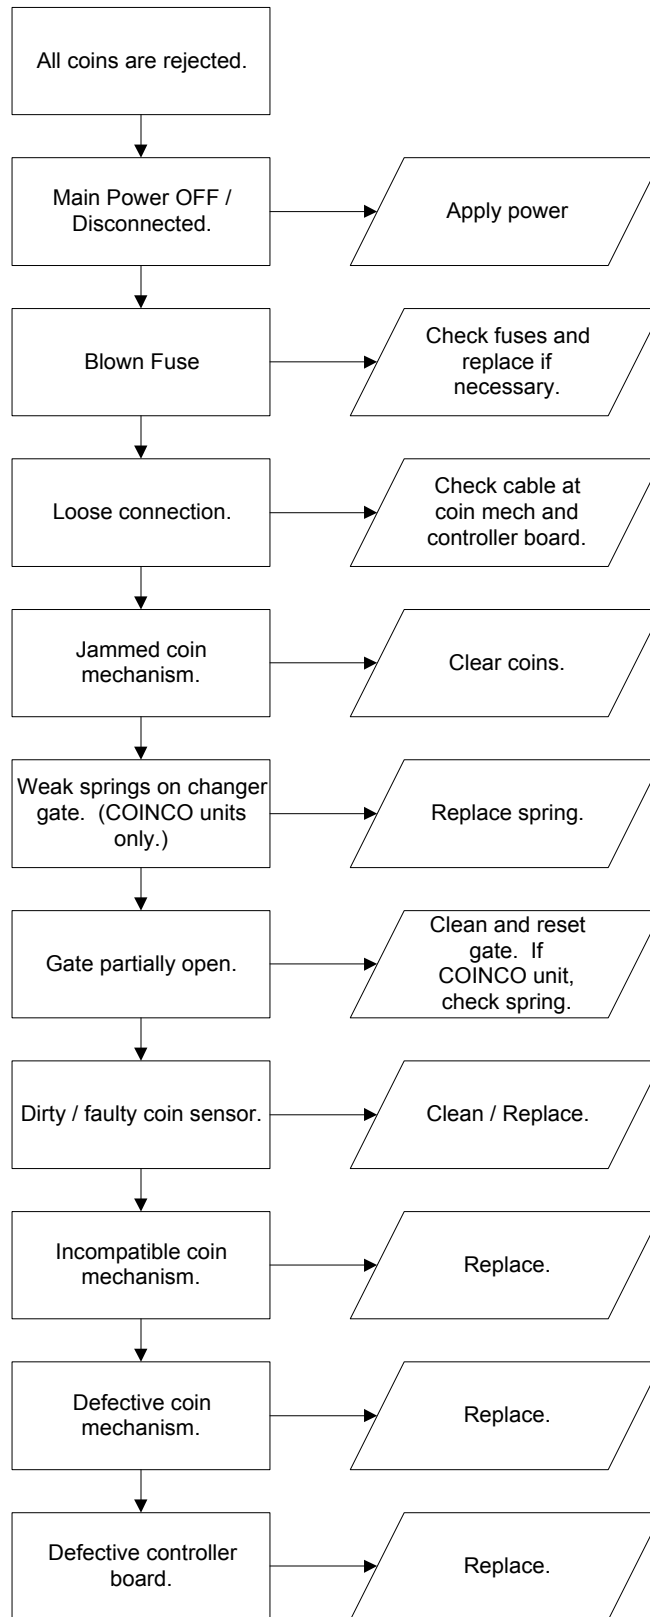 All coins are rejected.
Main Power OFF /
Disconnected.
Apply power
Blown Fuse
Check fuses and
replace if
necessary.
Loose connection.
Check cable at
coin mech and
controller board.
Jammed coin
mechanism.
Clear coins.
Weak springs on changer
gate.  (COINCO units
only.)
Replace spring.
Gate partially open.
Clean and reset
gate.  If
COINCO unit,
check spring.
Dirty / faulty coin sensor.
Clean / Replace.
Incompatible coin
mechanism.
Replace.
Defective coin
mechanism.
Replace.
Defective controller
board.
Replace.